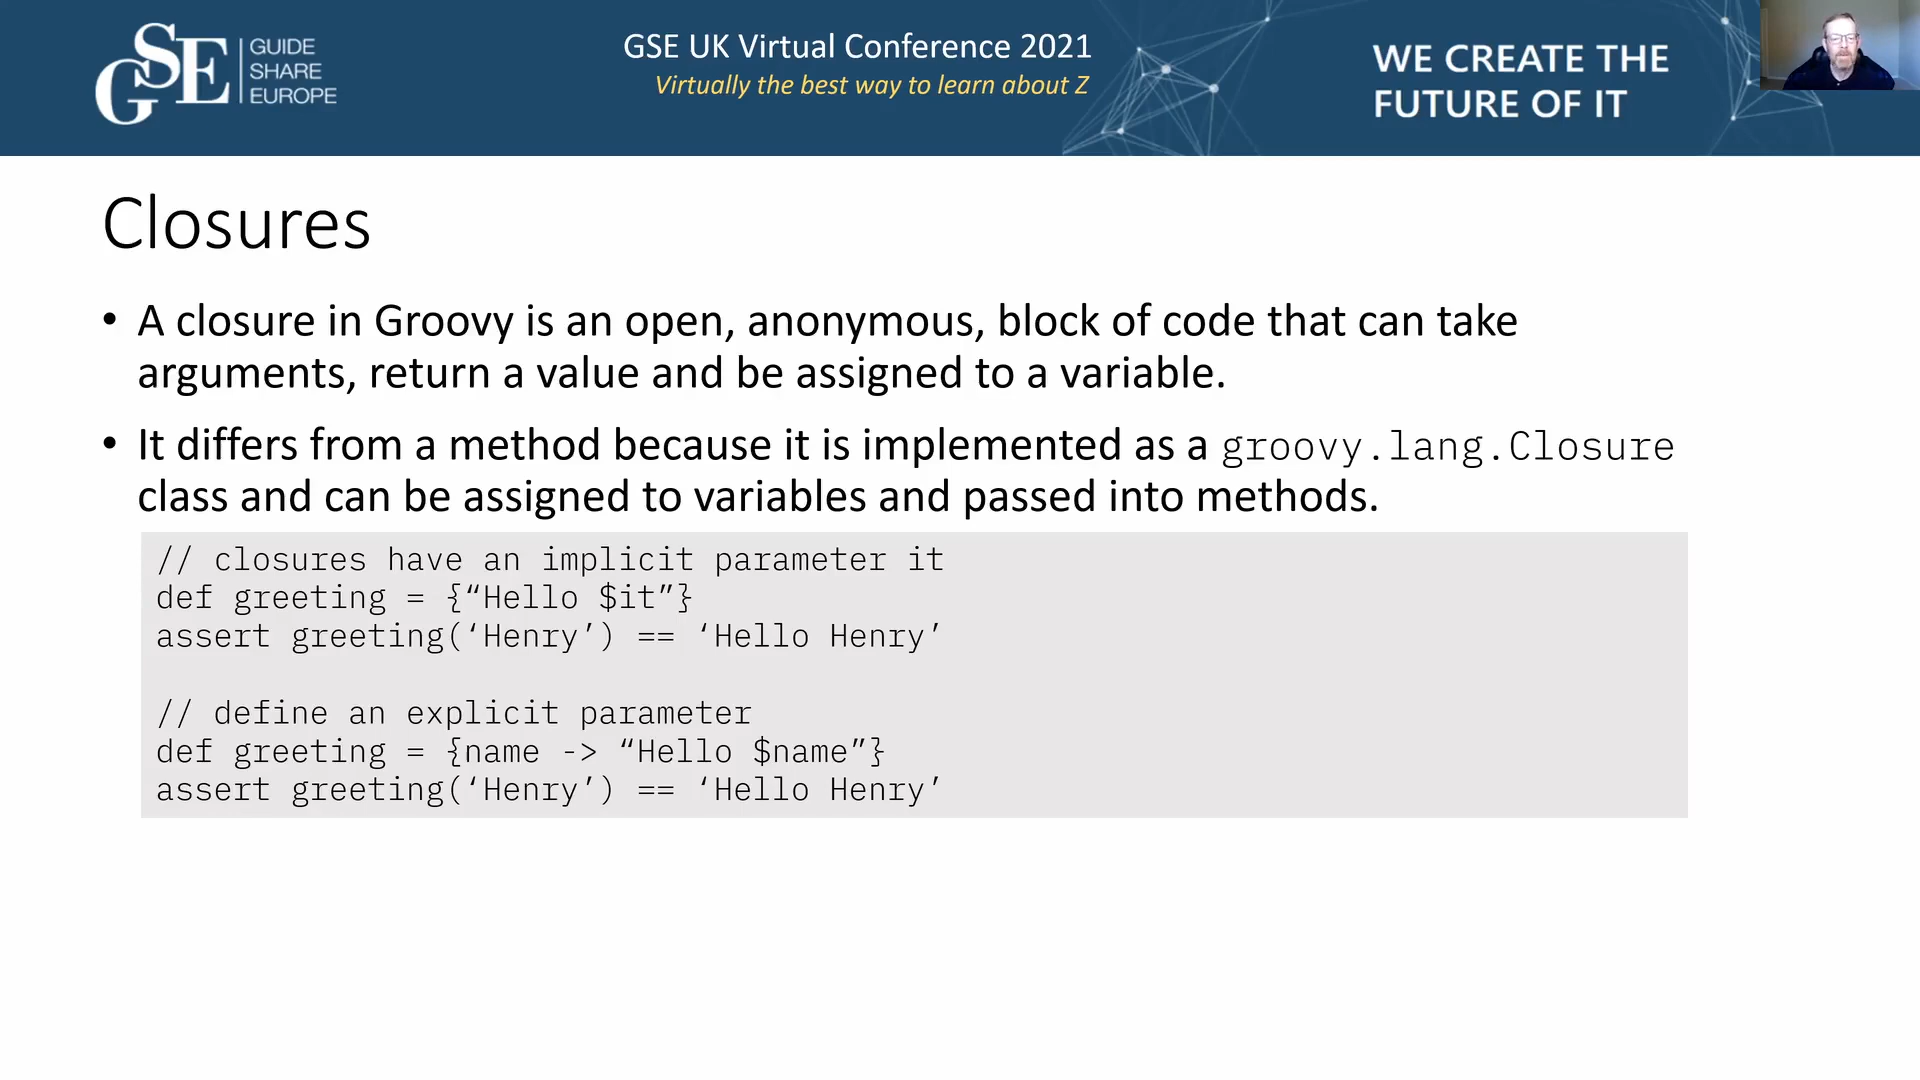 GSE
GUIDE
SHARE
EUROPE
GSE UK Virtual Conference 2021
Virtually the best way to learn about Z
WE CREATE THE
FUTURE OF IT
Closures
• A closure in Groovy is an open, anonymous, block of code that can take
arguments, return a value and be assigned to a variable.
• It differs from a method because it is implemented as a groovy.lang.Closure
class and can be assigned to variables and passed into methods.
// closures have an implicit parameter it
def greeting = {“Hello $it”}
assert greeting(‘Henry’) == ‘Hello Henry’
// define an explicit parameter
def greeting = {name -> “Hello $name”}
assert greeting(‘Henry’) == ‘Hello Henry’